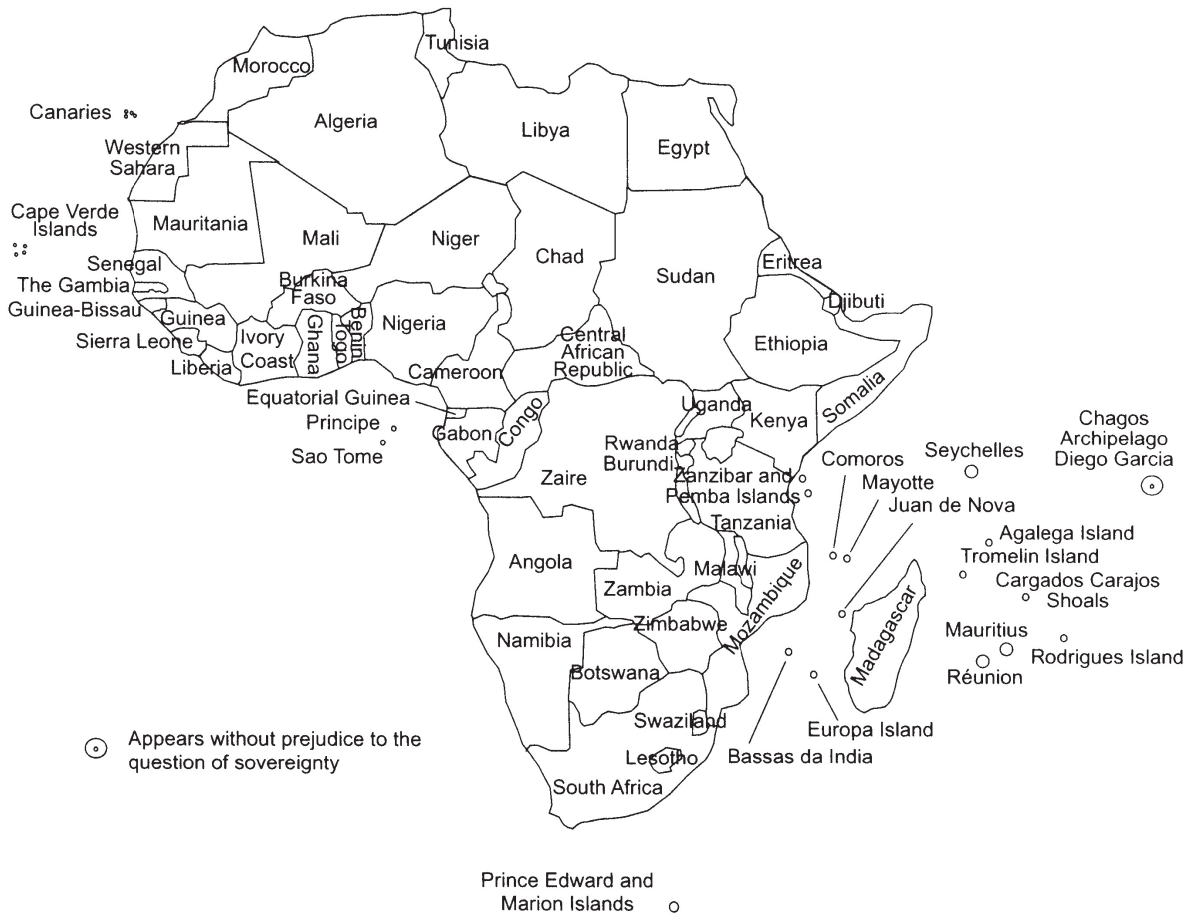 Tunisia
Morocco
Canaries
Algeria
Libya
Egypt
Western
Sahara
Cape Verde
Islands
Mauritania
Mali
Niger
Chad
Sudan
Eritrea
Senegal
The Gambia
Guinea-Bissau
Guinea
Sierra Leone
Liberia
Ivory
Coast
Burkina
Faso
Ghana
Togo
Benin
Nigeria
Cameroon
Central
African
Republic
Djibuti
Ethiopia
Somalia
Equatorial Guinea
Principe
Sao Tome
Gabon
Congo
Uganda
Kenya
Rwanda
Burundi
Zaire
Zanzibar and
Pemba Islands
Tanzania
Comoros
Mayotte
Juan de Nova
Seychelles
Chagos
Archipelago
Diego Garcia
Agalega Island
Tromelin Island
Cargados Carajos
Shoals
Mauritius
Rodrigues Island
Réunion
Angola
Zambia
Malawi
Mozambique
Madagascar
Namibia
Zimbabwe
Botswana
Swaziland
Lesotho
South Africa
Europa Island
Bassas da India
Appears without prejudice to the
question of sovereignty
Prince Edward and
Marion Islands